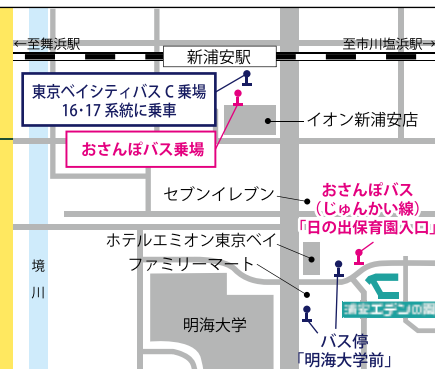 ←至舞浜駅
至市川塩浜駅→
新浦安駅
東京ベイシティバス C 乗場
16･17 系統に乗車
イオン新浦安店
おさんぽバス乗場
セブンイレブン
おさんぽバス
(じゅんかい線)
「日の出保育園入口」
ホテルエミオン東京ベイ
ファミリーマート
境川
浦安エデンの園
明海大学
バス停
「明海大学前」